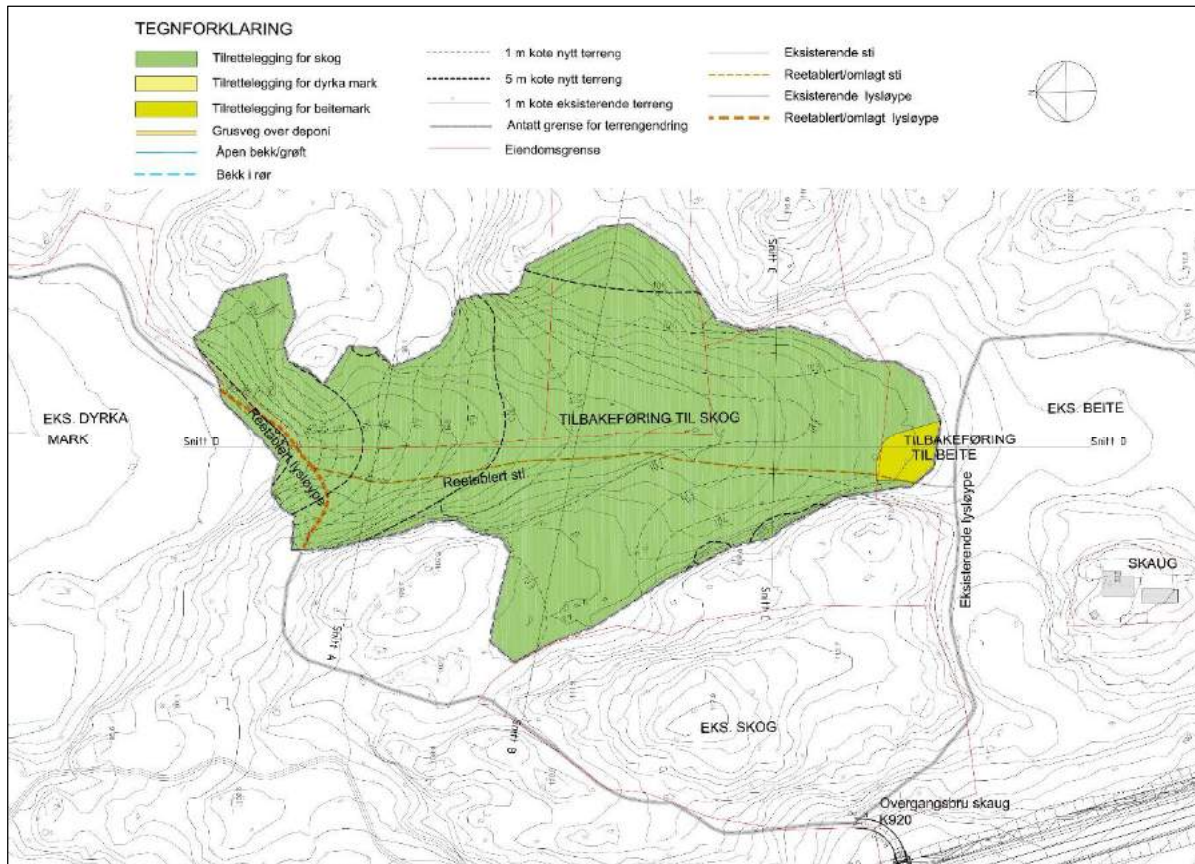 TEGNFORKLARING
Tilrettelegging for skog
Tilrettelegging for dyrka mark
Tilrettelegging for beitemark
Grusveg over deponi
Åpen bekk/grøft
Bekk i rør
1 m kote nytt terreng
5 m kote nytt terreng
1 m kote eksisterende terreng
Antatt grense for terrengendring
Eiendomsgrense
Eksisterende sti
Reetablert/omlagt sti
Eksisterende lysløype
Reetablert/omlagt lysløype
N
Snitt C
EKS. DYRKA
MARK
Snitt D
Reetablert lysløype
TILBAKEFØRING TIL SKOG
Reetablert sti
TILBAKEFØRING
TIL BEITE
EKS. BEITE
Snitt D
Eksisterende lysløype
SKAUG
Snitt C
Snitt A
Snitt B
EKS. SKOG
Overgangsbru skaug
K920